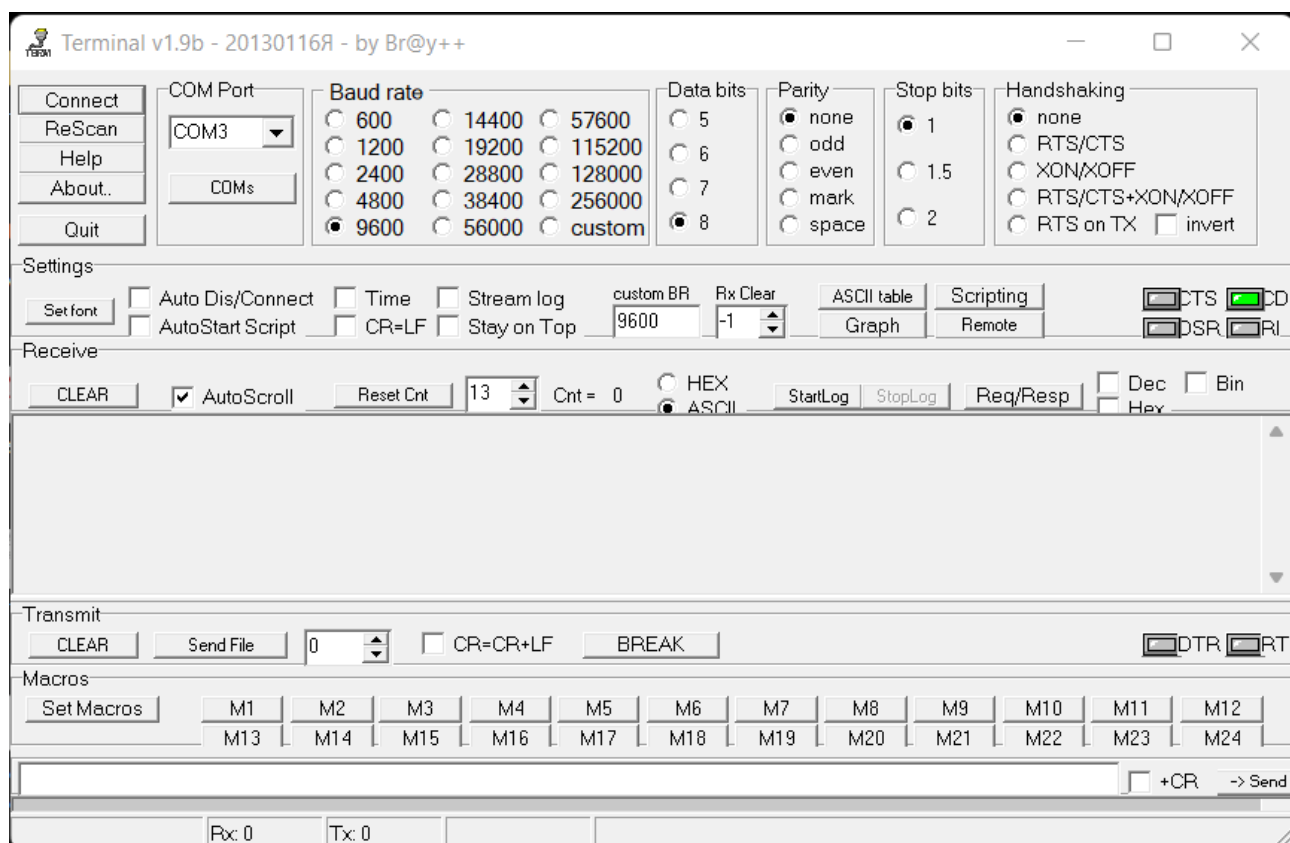 Terminal v1.9b - 20130116Я - by Br@y++
Connect
ReScan
Help
About..
Quit
COM Port
COM3
COMs
Baud rate
600 14400 57600
1200 19200 115200
2400 28800 128000
4800 38400 256000
9600 56000 custom
Data bits
5
6
7
8
Parity
none
odd
even
mark
space
Stop bits
1
1.5
2
Handshaking
none
RTS/CTS
XON/XOFF
RTS/CTS+XON/XOFF
RTS on TX invert
Settings
Set font
Auto Dis/Connect Time Stream log
AutoStart Script CR=LF Stay on Top
custom BR
9600
Rx Clear
-1
ASCII table Scripting
Graph Remote
CTS CD
DSR RI
Receive
CLEAR AutoScroll Reset Cnt 13 Cnt = 0
HEX
ASCII
StartLog StopLog Req/Resp
Dec Bin
Hex
Transmit
CLEAR Send File 0 CR=CR+LF BREAK DTR RT
Macros
Set Macros M1 M2 M3 M4 M5 M6 M7 M8 M9 M10 M11 M12
M13 M14 M15 M16 M17 M18 M19 M20 M21 M22 M23 M24
+CR -> Send
Rx: 0 Tx: 0